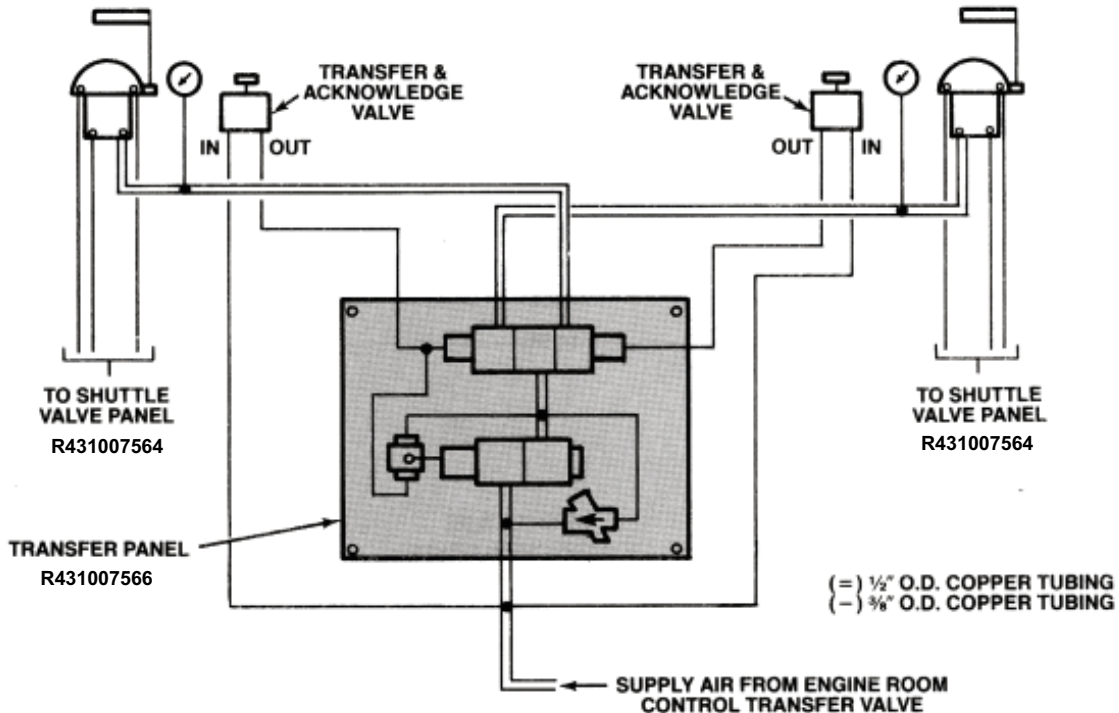 TRANSFER &
ACKNOWLEDGE
VALVE
IN
OUT
TRANSFER &
ACKNOWLEDGE
VALVE
OUT
IN
TO SHUTTLE
VALVE PANEL
R431007564
TO SHUTTLE
VALVE PANEL
R431007564
TRANSFER PANEL
R431007566
(=) ½" O.D. COPPER TUBING
(–) ⅜" O.D. COPPER TUBING
SUPPLY AIR FROM ENGINE ROOM
CONTROL TRANSFER VALVE